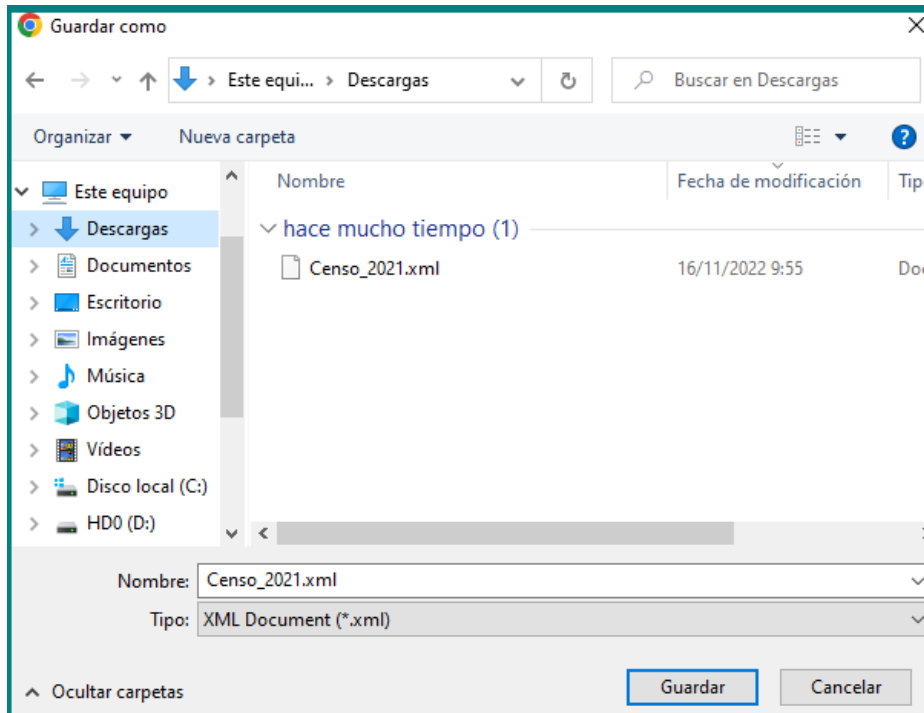 Guardar como
Este equi... > Descargas
Buscar en Descargas
Organizar
Nueva carpeta
?
Este equipo
Descargas
Documentos
Escritorio
Imágenes
Música
Objetos 3D
Vídeos
Disco local (C:)
HD0 (D:)
Nombre
Fecha de modificación
Tip
hace mucho tiempo (1)
Censo_2021.xml
16/11/2022 9:55
Do
Nombre: Censo_2021.xml
Tipo: XML Document (*.xml)
Ocultar carpetas
Guardar
Cancelar